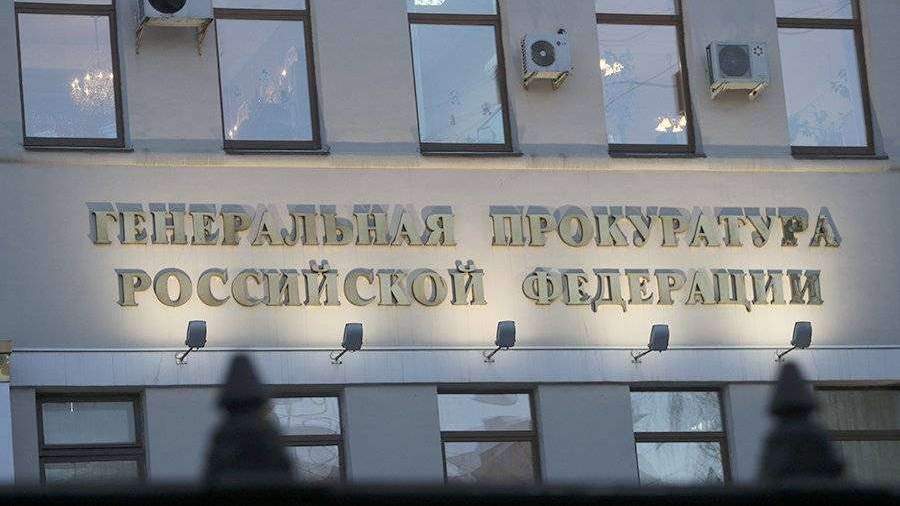 ГЕНЕРАЛЬНАЯ ПРОКУРАТУРА
РОССИЙСКОЙ ФЕДЕРАЦИИ